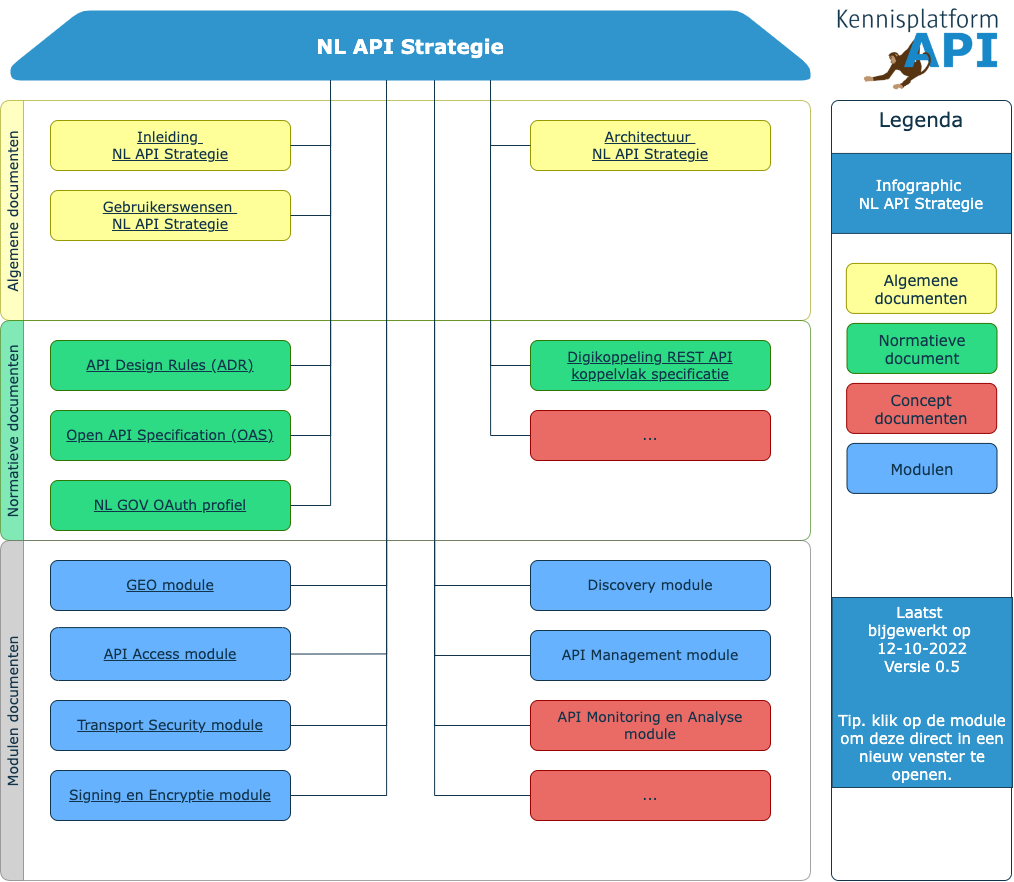 NL API Strategie
Kennisplatform
API
Algemene documenten
Inleiding
NL API Strategie
Gebruikerswensen
NL API Strategie
Architectuur
NL API Strategie
Normatieve documenten
API Design Rules (ADR)
Open API Specification (OAS)
NL GOV OAuth profiel
Digikoppeling REST API
koppelvlak specificatie
...
Modulen documenten
GEO module
API Access module
Transport Security module
Signing en Encryptie module
Discovery module
API Management module
API Monitoring en Analyse
module
...
Legenda
Infographic
NL API Strategie
Algemene
documenten
Normatieve
document
Concept
documenten
Modulen
Laatst
bijgewerkt op
12-10-2022
Versie 0.5
Tip. klik op de module
om deze direct in een
nieuw venster te
openen.